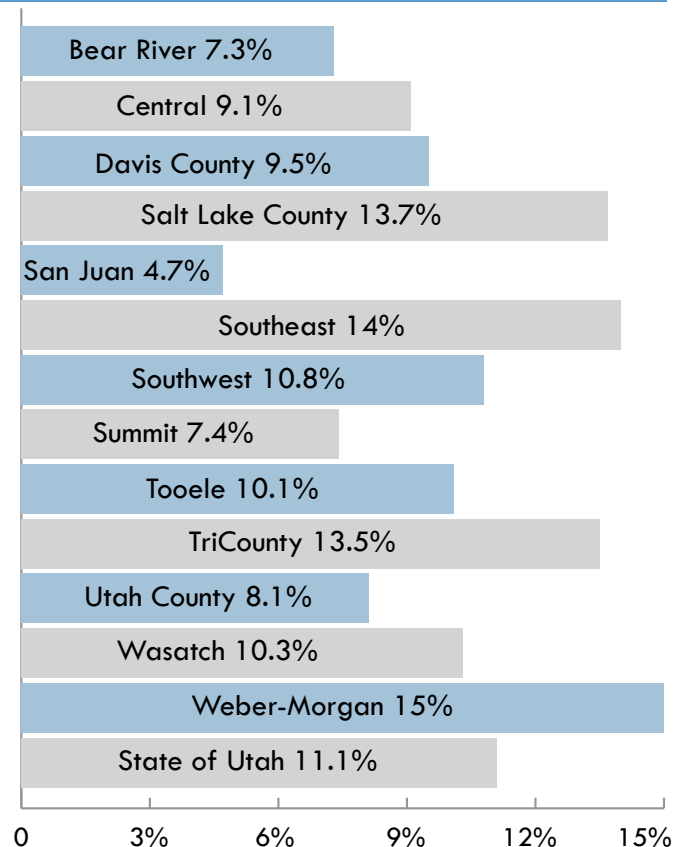 Bear River 7.3%
Central 9.1%
Davis County 9.5%
Salt Lake County 13.7%
San Juan 4.7%
Southeast 14%
Southwest 10.8%
Summit 7.4%
Tooele 10.1%
TriCounty 13.5%
Utah County 8.1%
Wasatch 10.3%
Weber-Morgan 15%
State of Utah 11.1%
0 3% 6% 9% 12% 15%